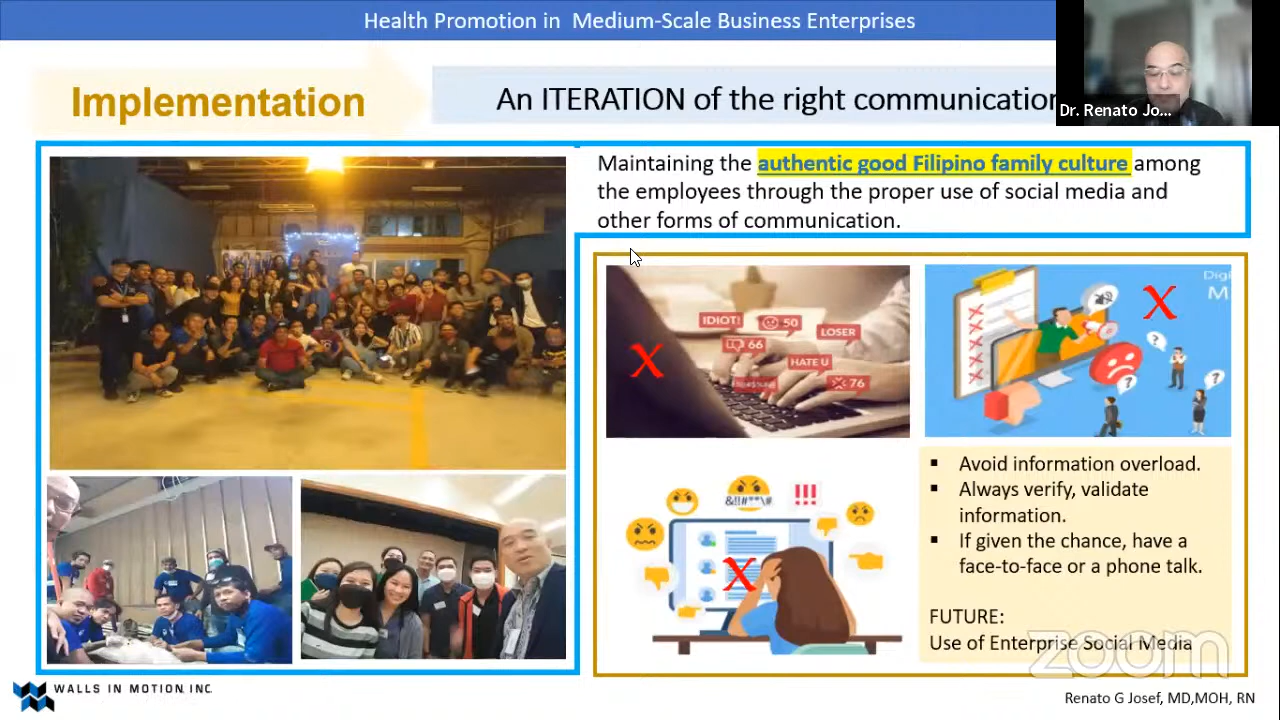 Health Promotion in Medium-Scale Business Enterprises
Implementation
An ITERATION of the right communication
Dr. Renato Jo...
Maintaining the authentic good Filipino family culture among
the employees through the proper use of social media and
other forms of communication.
IDIOT!
50
LOSER
66
HATE U
76
X
Digi
M
X
?
?
?
&!!#**\#
!!!
X
▪ Avoid information overload.
▪ Always verify, validate
information.
▪ If given the chance, have a
face-to-face or a phone talk.
FUTURE:
Use of Enterprise Social Media
zoom
WALLS IN MOTION, INC.
Renato G Josef, MD,MOH, RN